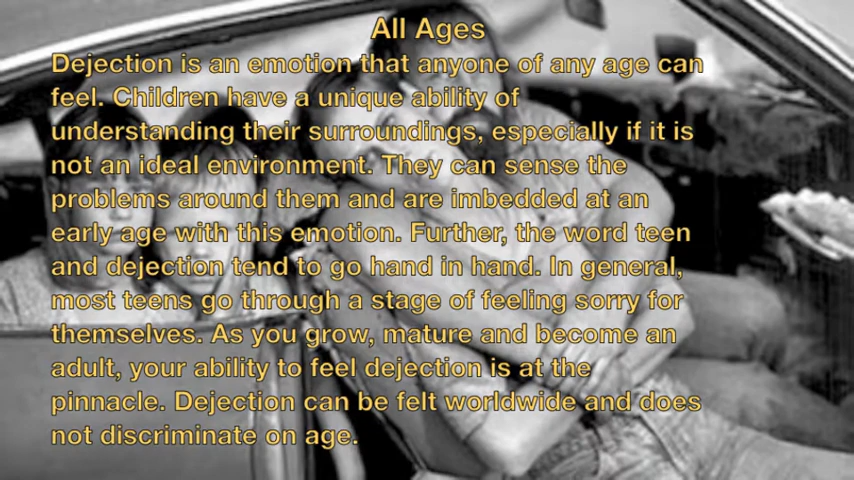 All Ages
Dejection is an emotion that anyone of any age can
feel. Children have a unique ability of
understanding their surroundings, especially if it is
not an ideal environment. They can sense the
problems around them and are imbedded at an
early age with this emotion. Further, the word teen
and dejection tend to go hand in hand. In general,
most teens go through a stage of feeling sorry for
themselves. As you grow, mature and become an
adult, your ability to feel dejection is at the
pinnacle. Dejection can be felt worldwide and does
not discriminate on age.